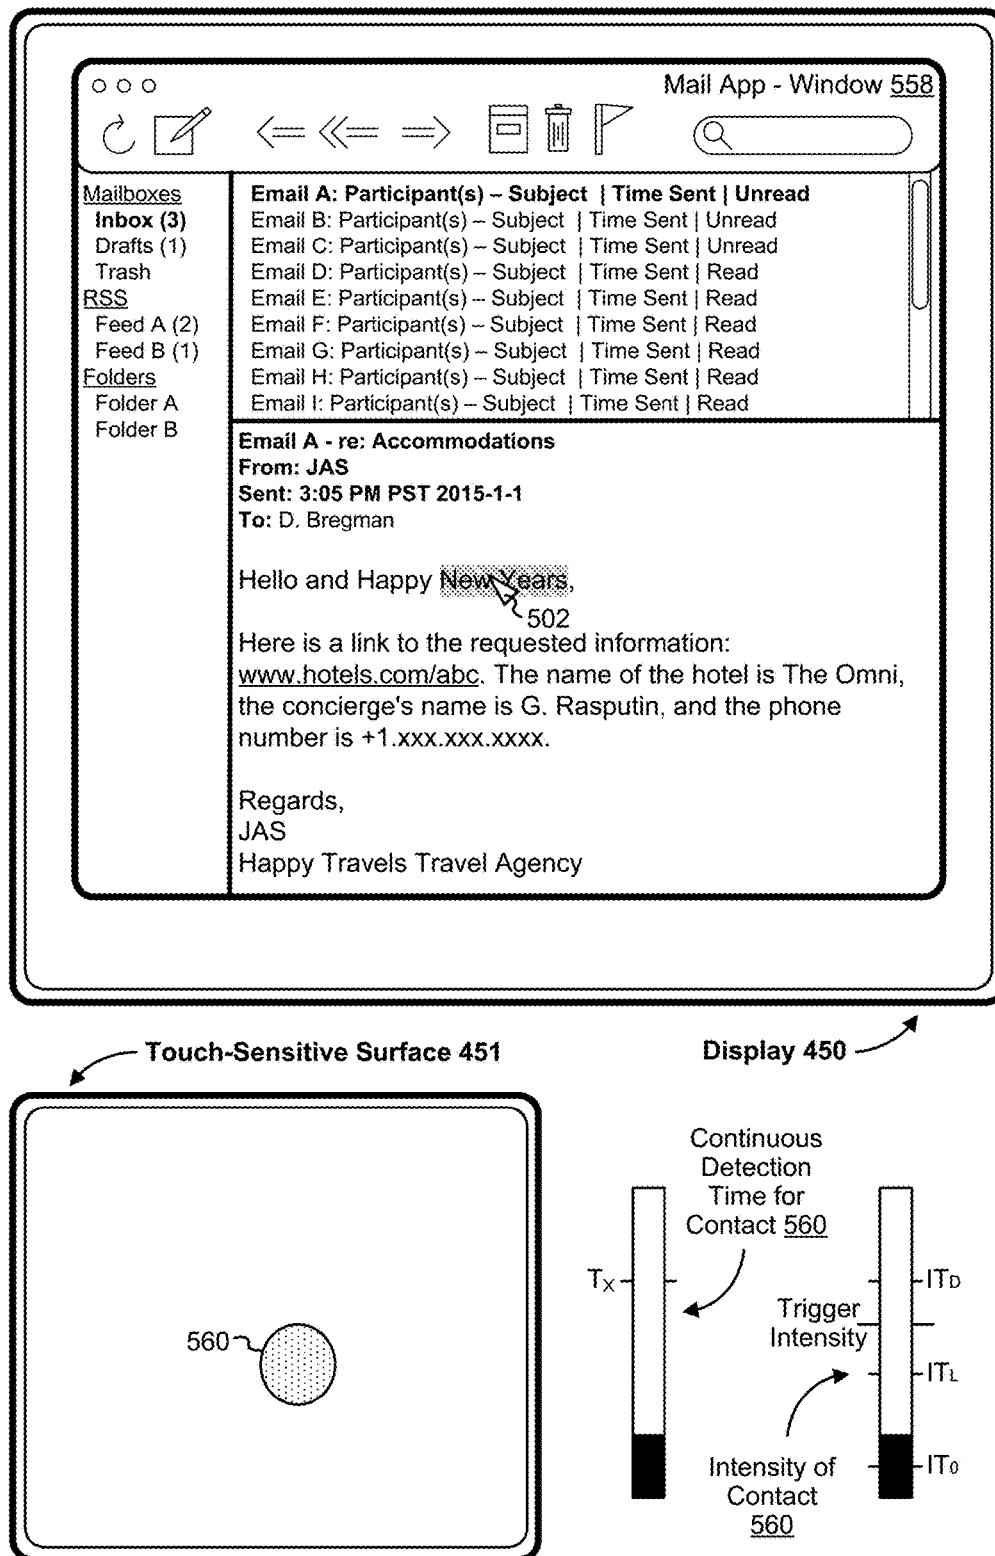 Mail App - Window 558
Mailboxes
Inbox (3)
Drafts (1)
Trash
RSS
Feed A (2)
Feed B (1)
Folders
Folder A
Folder B
Email A: Participant(s) – Subject | Time Sent | Unread
Email B: Participant(s) – Subject | Time Sent | Unread
Email C: Participant(s) – Subject | Time Sent | Unread
Email D: Participant(s) – Subject | Time Sent | Read
Email E: Participant(s) – Subject | Time Sent | Read
Email F: Participant(s) – Subject | Time Sent | Read
Email G: Participant(s) – Subject | Time Sent | Read
Email H: Participant(s) – Subject | Time Sent | Read
Email I: Participant(s) – Subject | Time Sent | Read
Email A - re: Accommodations
From: JAS
Sent: 3:05 PM PST 2015-1-1
To: D. Bregman
Hello and Happy New Years,
502
Here is a link to the requested information:
www.hotels.com/abc. The name of the hotel is The Omni,
the concierge's name is G. Rasputin, and the phone
number is +1.xxx.xxx.xxxx.
Regards,
JAS
Happy Travels Travel Agency
Touch-Sensitive Surface 451
Display 450
560
Continuous
Detection
Time for
Contact 560
TX
Trigger
Intensity
Intensity of
Contact
560
ITD
ITL
IT0